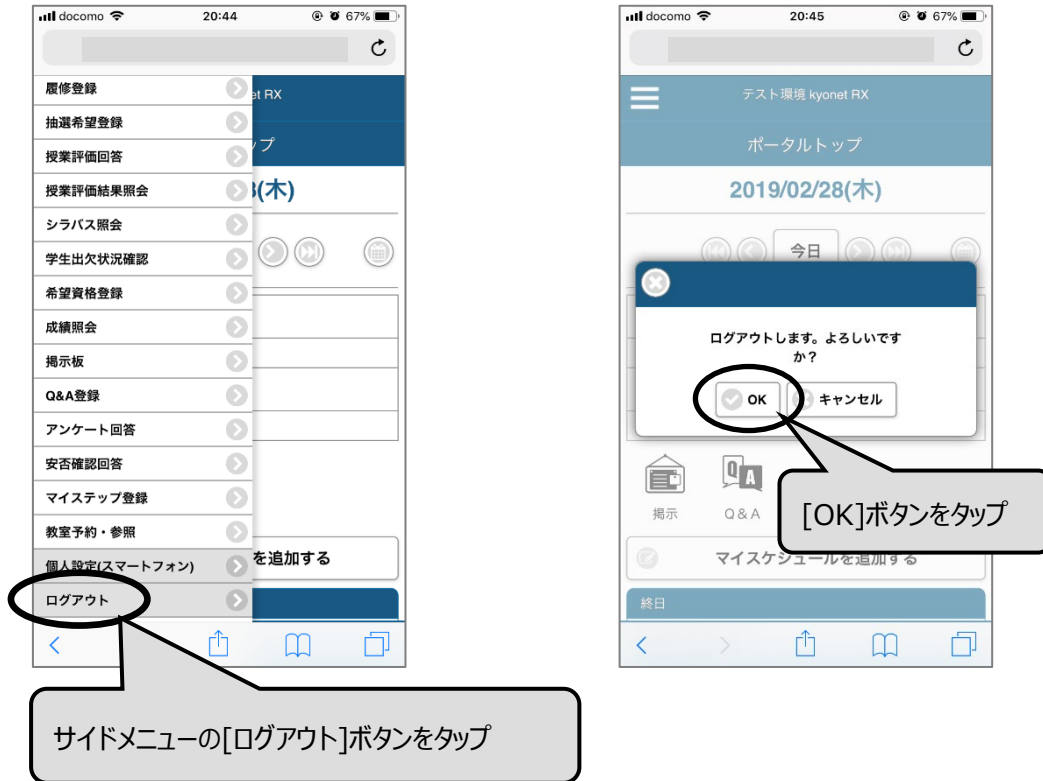 docomo 20:44 67%
履修登録
et RX
抽選希望登録
授業評価回答
ップ
授業評価結果照会
(木)
シラバス照会
学生出欠状況確認
希望資格登録
成績照会
掲示板
Q&A登録
アンケート回答
安否確認回答
マイステップ登録
教室予約・参照
個人設定(スマートフォン)
を追加する
ログアウト
サイドメニューの[ログアウト]ボタンをタップ
docomo 20:45 67%
テスト環境 kyonet RX
ポータルトップ
2019/02/28(木)
今日
ログアウトします。よろしいです
か?
OK キャンセル
掲示 Q&A
[OK]ボタンをタップ
マイスケジュールを追加する
終日